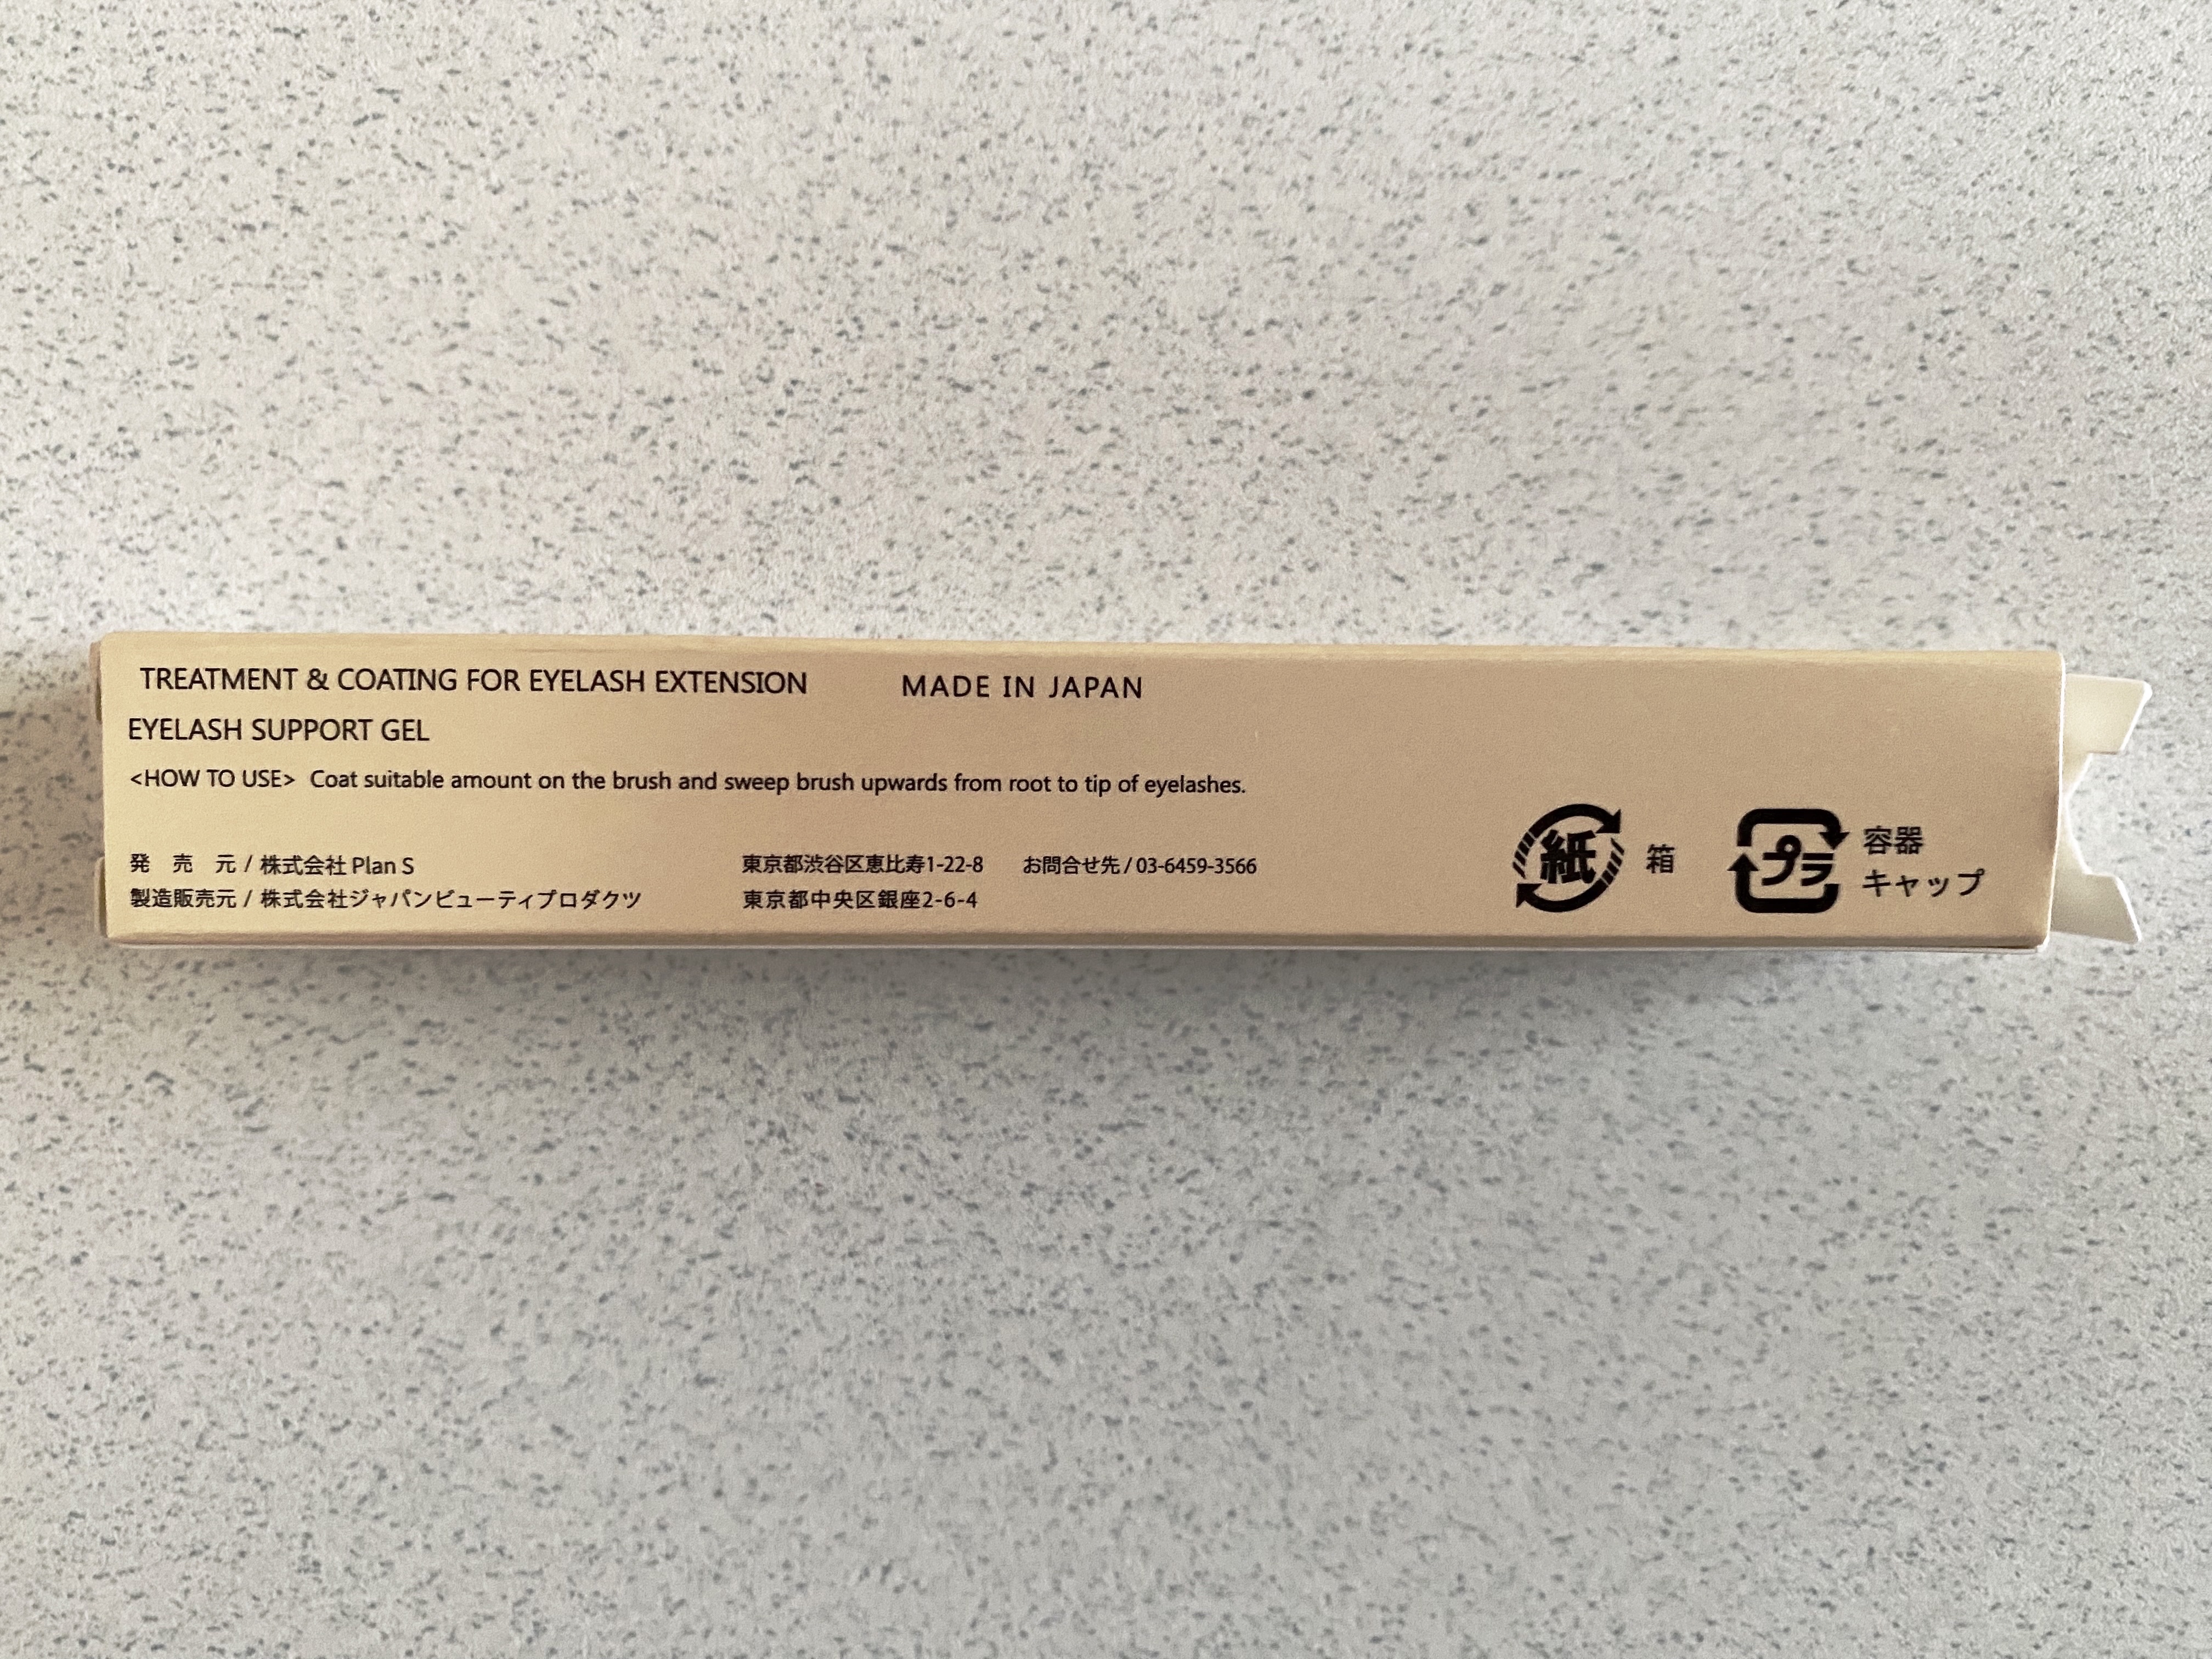 TREATMENT & COATING FOR EYELASH EXTENSION MADE IN JAPAN
EYELASH SUPPORT GEL
<HOW TO USE> Coat suitable amount on the brush and sweep brush upwards from root to tip of eyelashes.
発 売 元 / 株式会社 Plan S 東京都渋谷区恵比寿1-22-8 お問合せ先 / 03-6459-3566
製造販売元 / 株式会社ジャパンビューティプロダクツ 東京都中央区銀座2-6-4
紙 箱
プラ 容器
キャップ